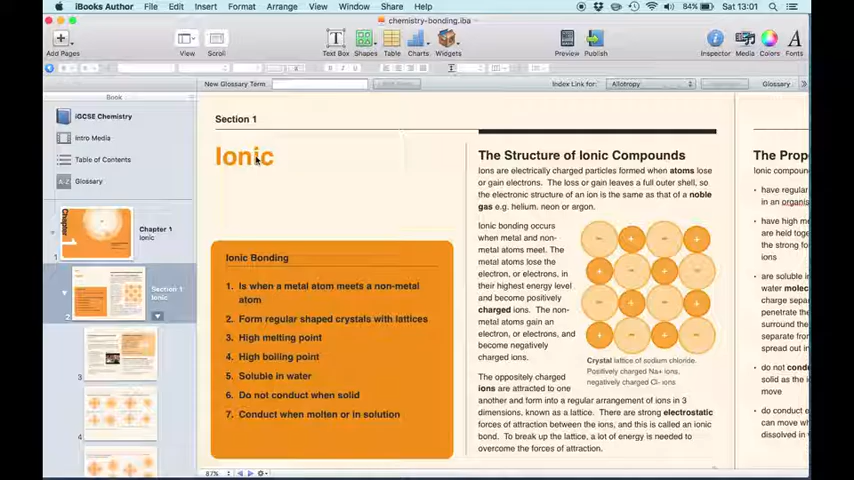 iBooks Author File Edit Insert Format Arrange View Window Share Help 84% Sat 13:01
chemistry-bonding.iba
Add Pages View Scroll Text Box Shapes Table Charts Widgets Preview Publish Inspector Media Colors Fonts
New Glossary Term Index Link for: Allotropy Glossary
Book
iGCSE Chemistry
Intro Media
Table of Contents
A-Z Glossary
Chapter 1
Chapter 1
Ionic
1
Section 1
Ionic
2
3
4
Section 1
Ionic
Ionic Bonding
1. Is when a metal atom meets a non-metal
atom
2. Form regular shaped crystals with lattices
3. High melting point
4. High boiling point
5. Soluble in water
6. Do not conduct when solid
7. Conduct when molten or in solution
The Structure of Ionic Compounds
Ions are electrically charged particles formed when atoms lose
or gain electrons. The loss or gain leaves a full outer shell, so
the electronic structure of an ion is the same as that of a noble
gas e.g. helium, neon or argon.
Ionic bonding occurs
when metal and non-
metal atoms meet. The
metal atoms lose the
electron, or electrons, in
their highest energy level
and become positively
charged ions. The non-
metal atoms gain an
electron, or electrons, and
become negatively
charged ions.
The oppositely charged
ions are attracted to one
another and form into a regular arrangement of ions in 3
dimensions, known as a lattice. There are strong electrostatic
forces of attraction between the ions, and this is called an ionic
bond. To break up the lattice, a lot of energy is needed to
overcome the forces of attraction.
- + - +
+ - + -
- + - +
+ - + -
Crystal lattice of sodium chloride.
Positively charged Na+ ions,
negatively charged Cl- ions
The Prop
Ionic compou
• have regular
in an organis
• have high m
are held toge
the strong fo
ions
• are soluble i
water molec
charge sepa
penetrate the
surround the
separate from
spread out in
• do not condu
solid as the i
move
• do conduct e
can move wh
dissolved in
87%